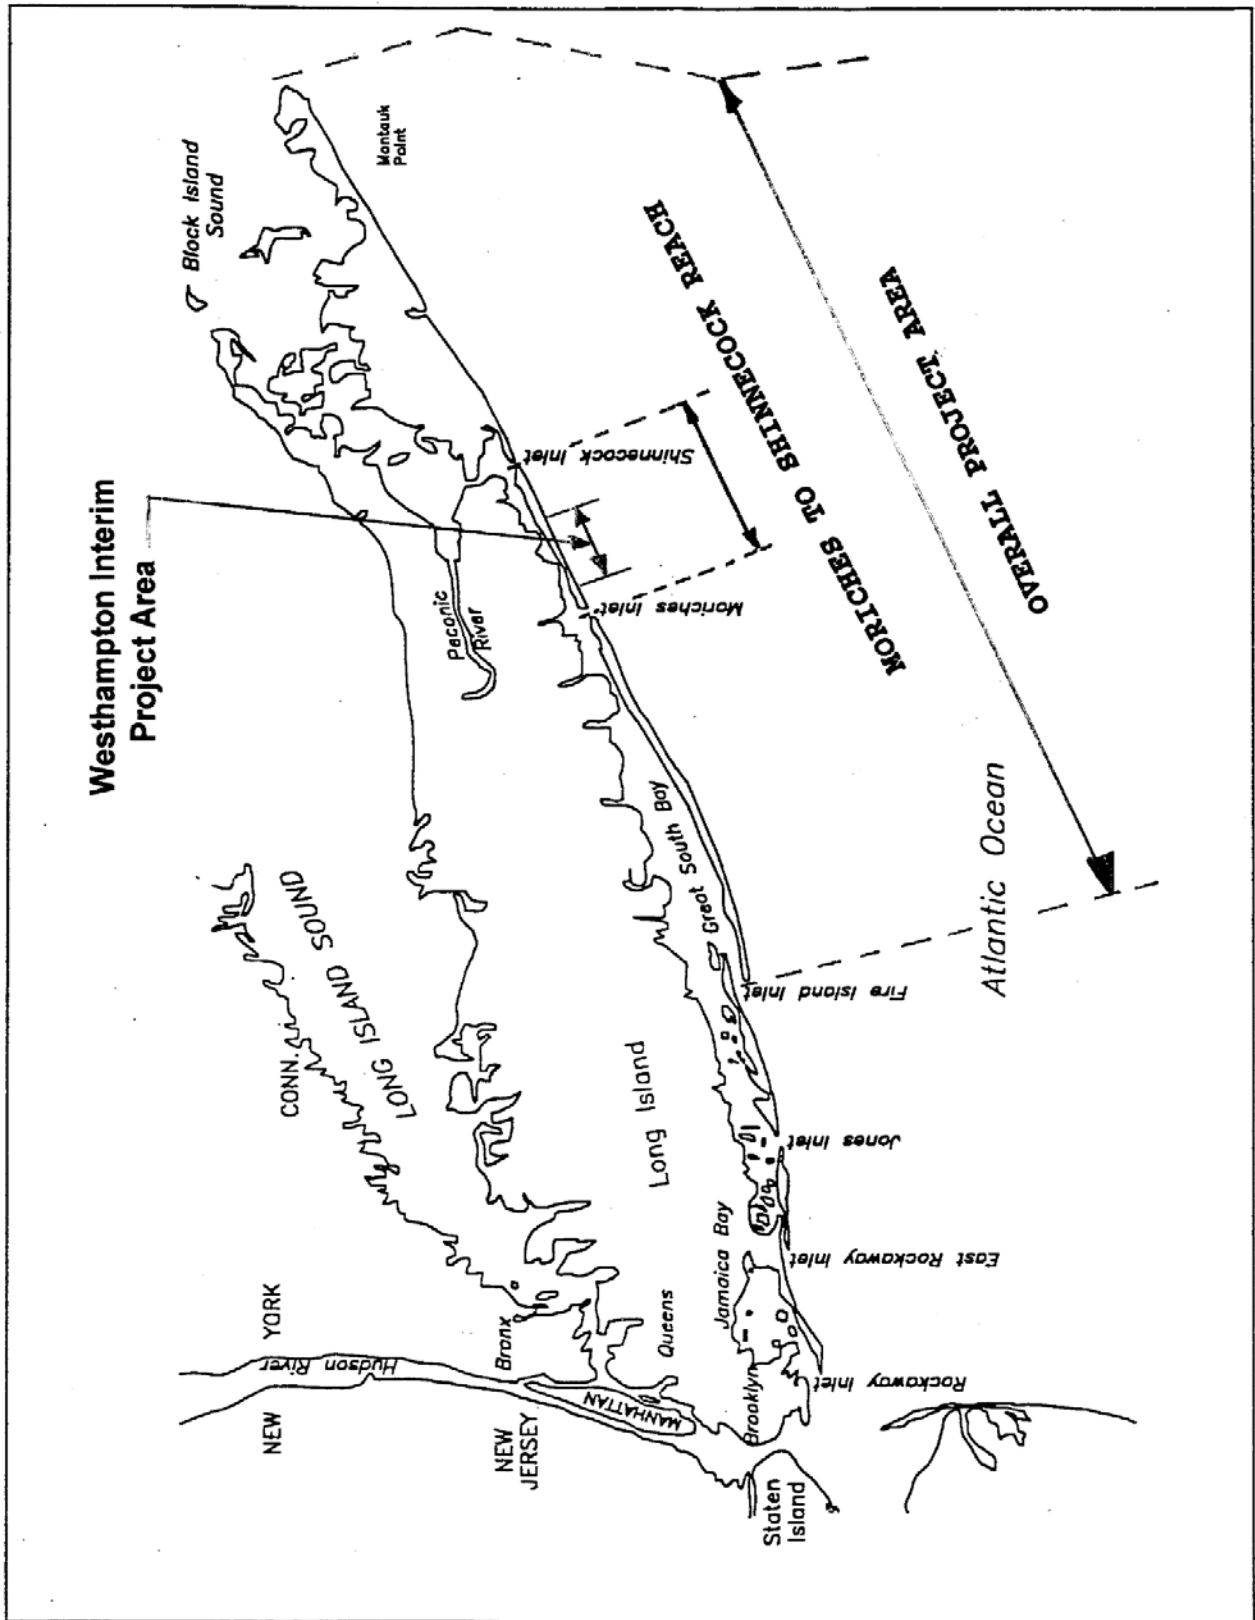 Westhampton Interim
Project Area
Block Island
Sound
Montauk
Point
Peconic
River
Shinnecock Inlet
Moriches Inlet
MORICHES TO SHINNECOCK REACH
OVERALL PROJECT AREA
CONN.
LONG ISLAND SOUND
Great South Bay
Fire Island Inlet
Atlantic Ocean
Long Island
Jones Inlet
Jamaica Bay
East Rockaway Inlet
NEW YORK
Hudson River
Bronx
Queens
MANHATTAN
Brooklyn
Rockaway Inlet
NEW
JERSEY
Staten
Island